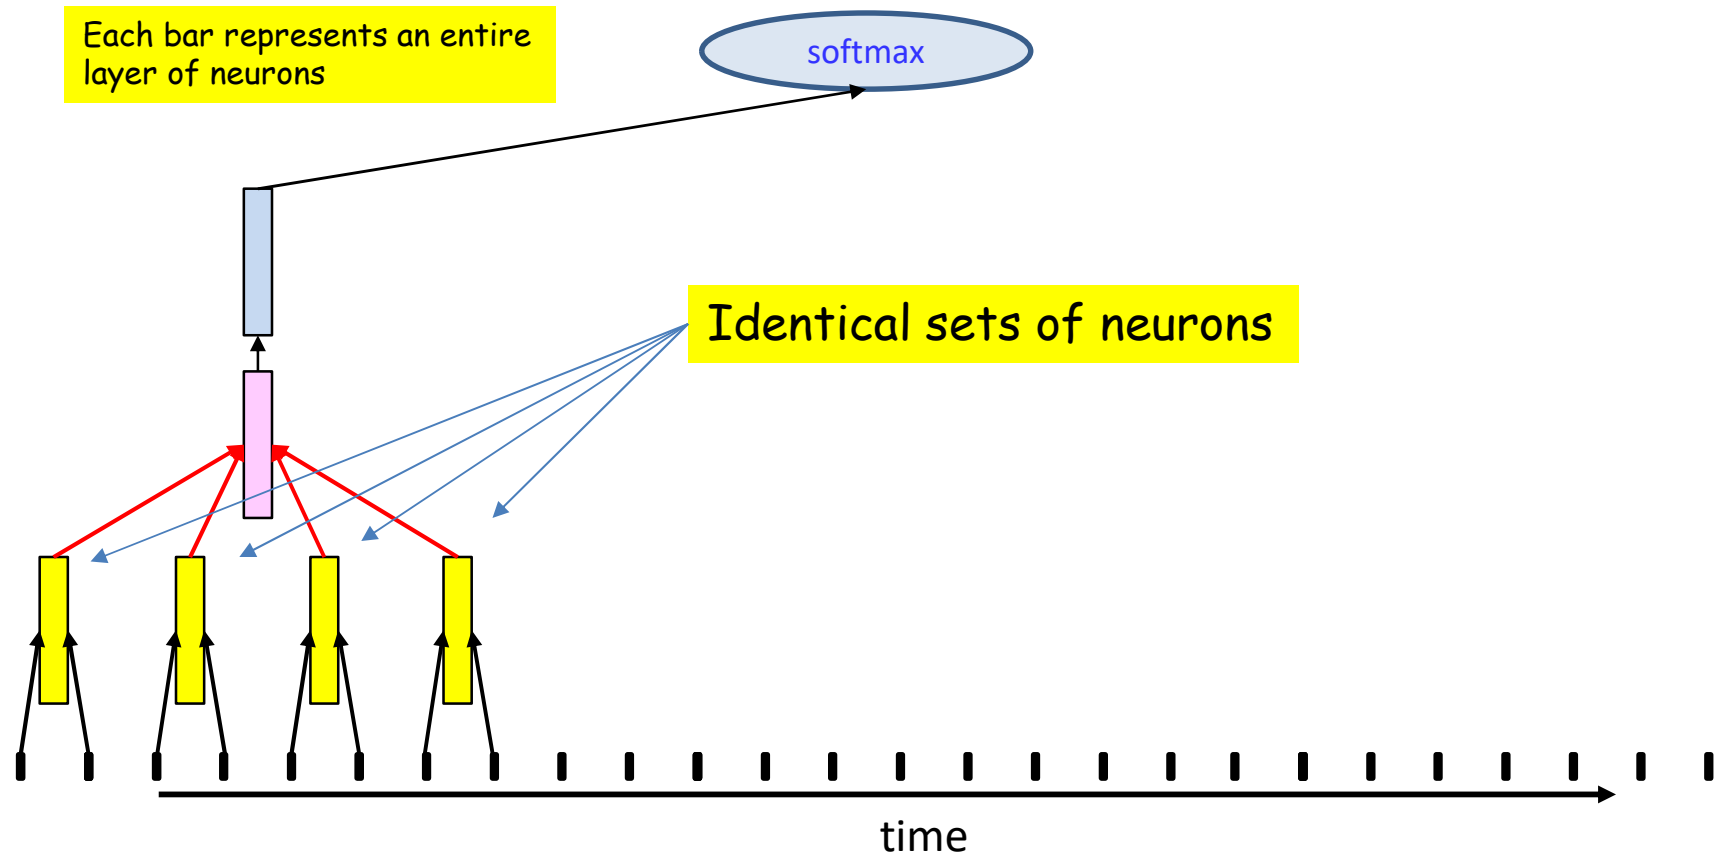 Each bar represents an entire
layer of neurons
softmax
Identical sets of neurons
time